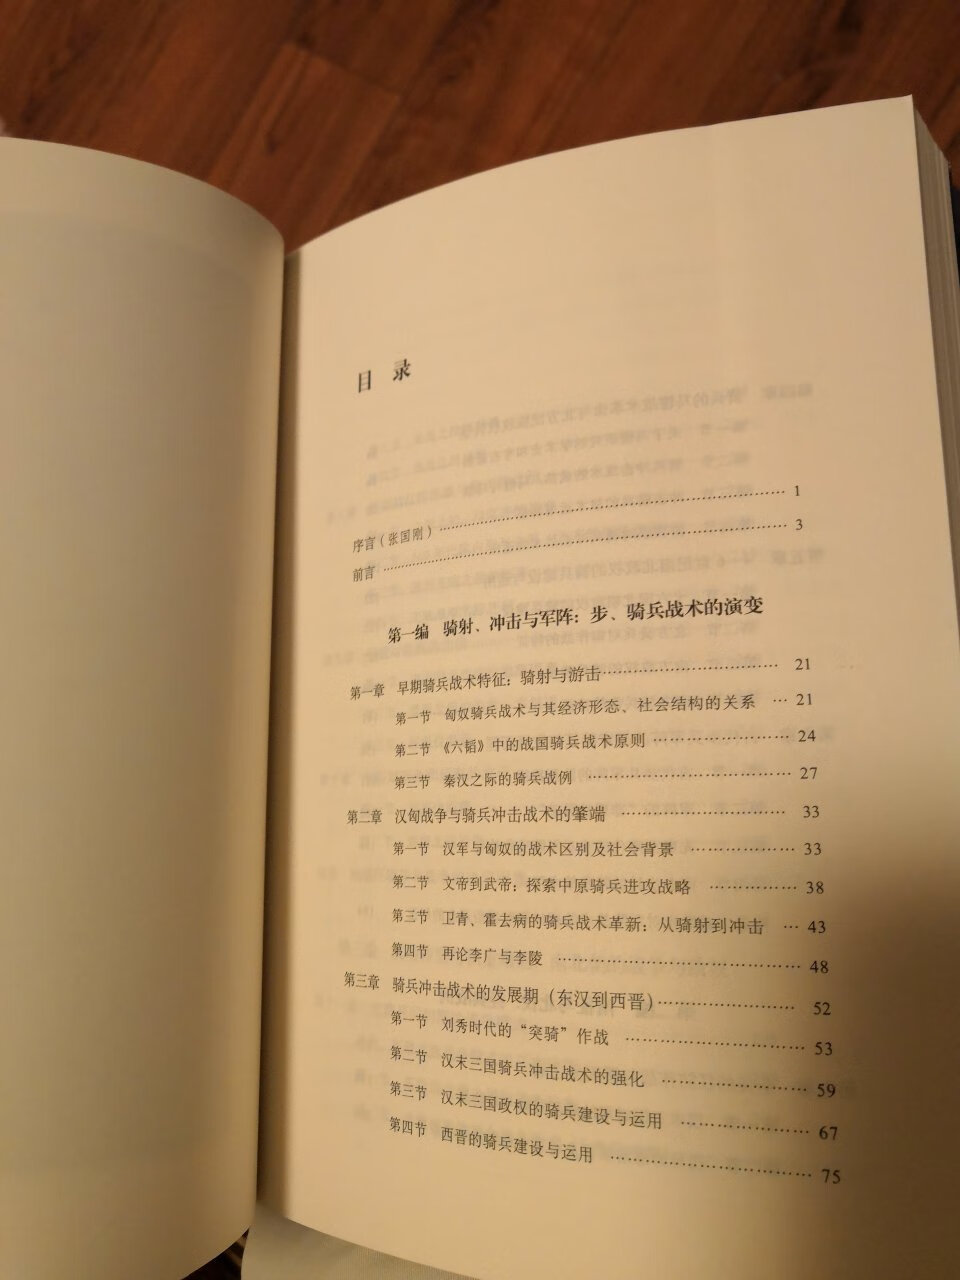 目 录
序言（张国刚）……………………………………………… 1
前言 ……………………………………………………… 3
第一编 骑射、冲击与军阵：步、骑兵战术的演变
第一章 早期骑兵战术特征：骑射与游击…………………………… 21
第一节 匈奴骑兵战术与其经济形态、社会结构的关系 … 21
第二节 《六韬》中的战国骑兵战术原则 ……………………… 24
第三节 秦汉之际的骑兵战例 ……………………………… 27
第二章 汉匈战争与骑兵冲击战术的肇端 ………………………… 33
第一节 汉军与匈奴的战术区别及社会背景 ……………… 33
第二节 文帝到武帝：探索中原骑兵进攻战略 …………… 38
第三节 卫青、霍去病的骑兵战术革新：从骑射到冲击 … 43
第四节 再论李广与李陵 …………………………………… 48
第三章 骑兵冲击战术的发展期（东汉到西晋）…………………… 52
第一节 刘秀时代的“突骑”作战 …………………………… 53
第二节 汉末三国骑兵冲击战术的强化 …………………… 59
第三节 汉末三国政权的骑兵建设与运用 ………………… 67
第四节 西晋的骑兵建设与运用 …………………………… 75